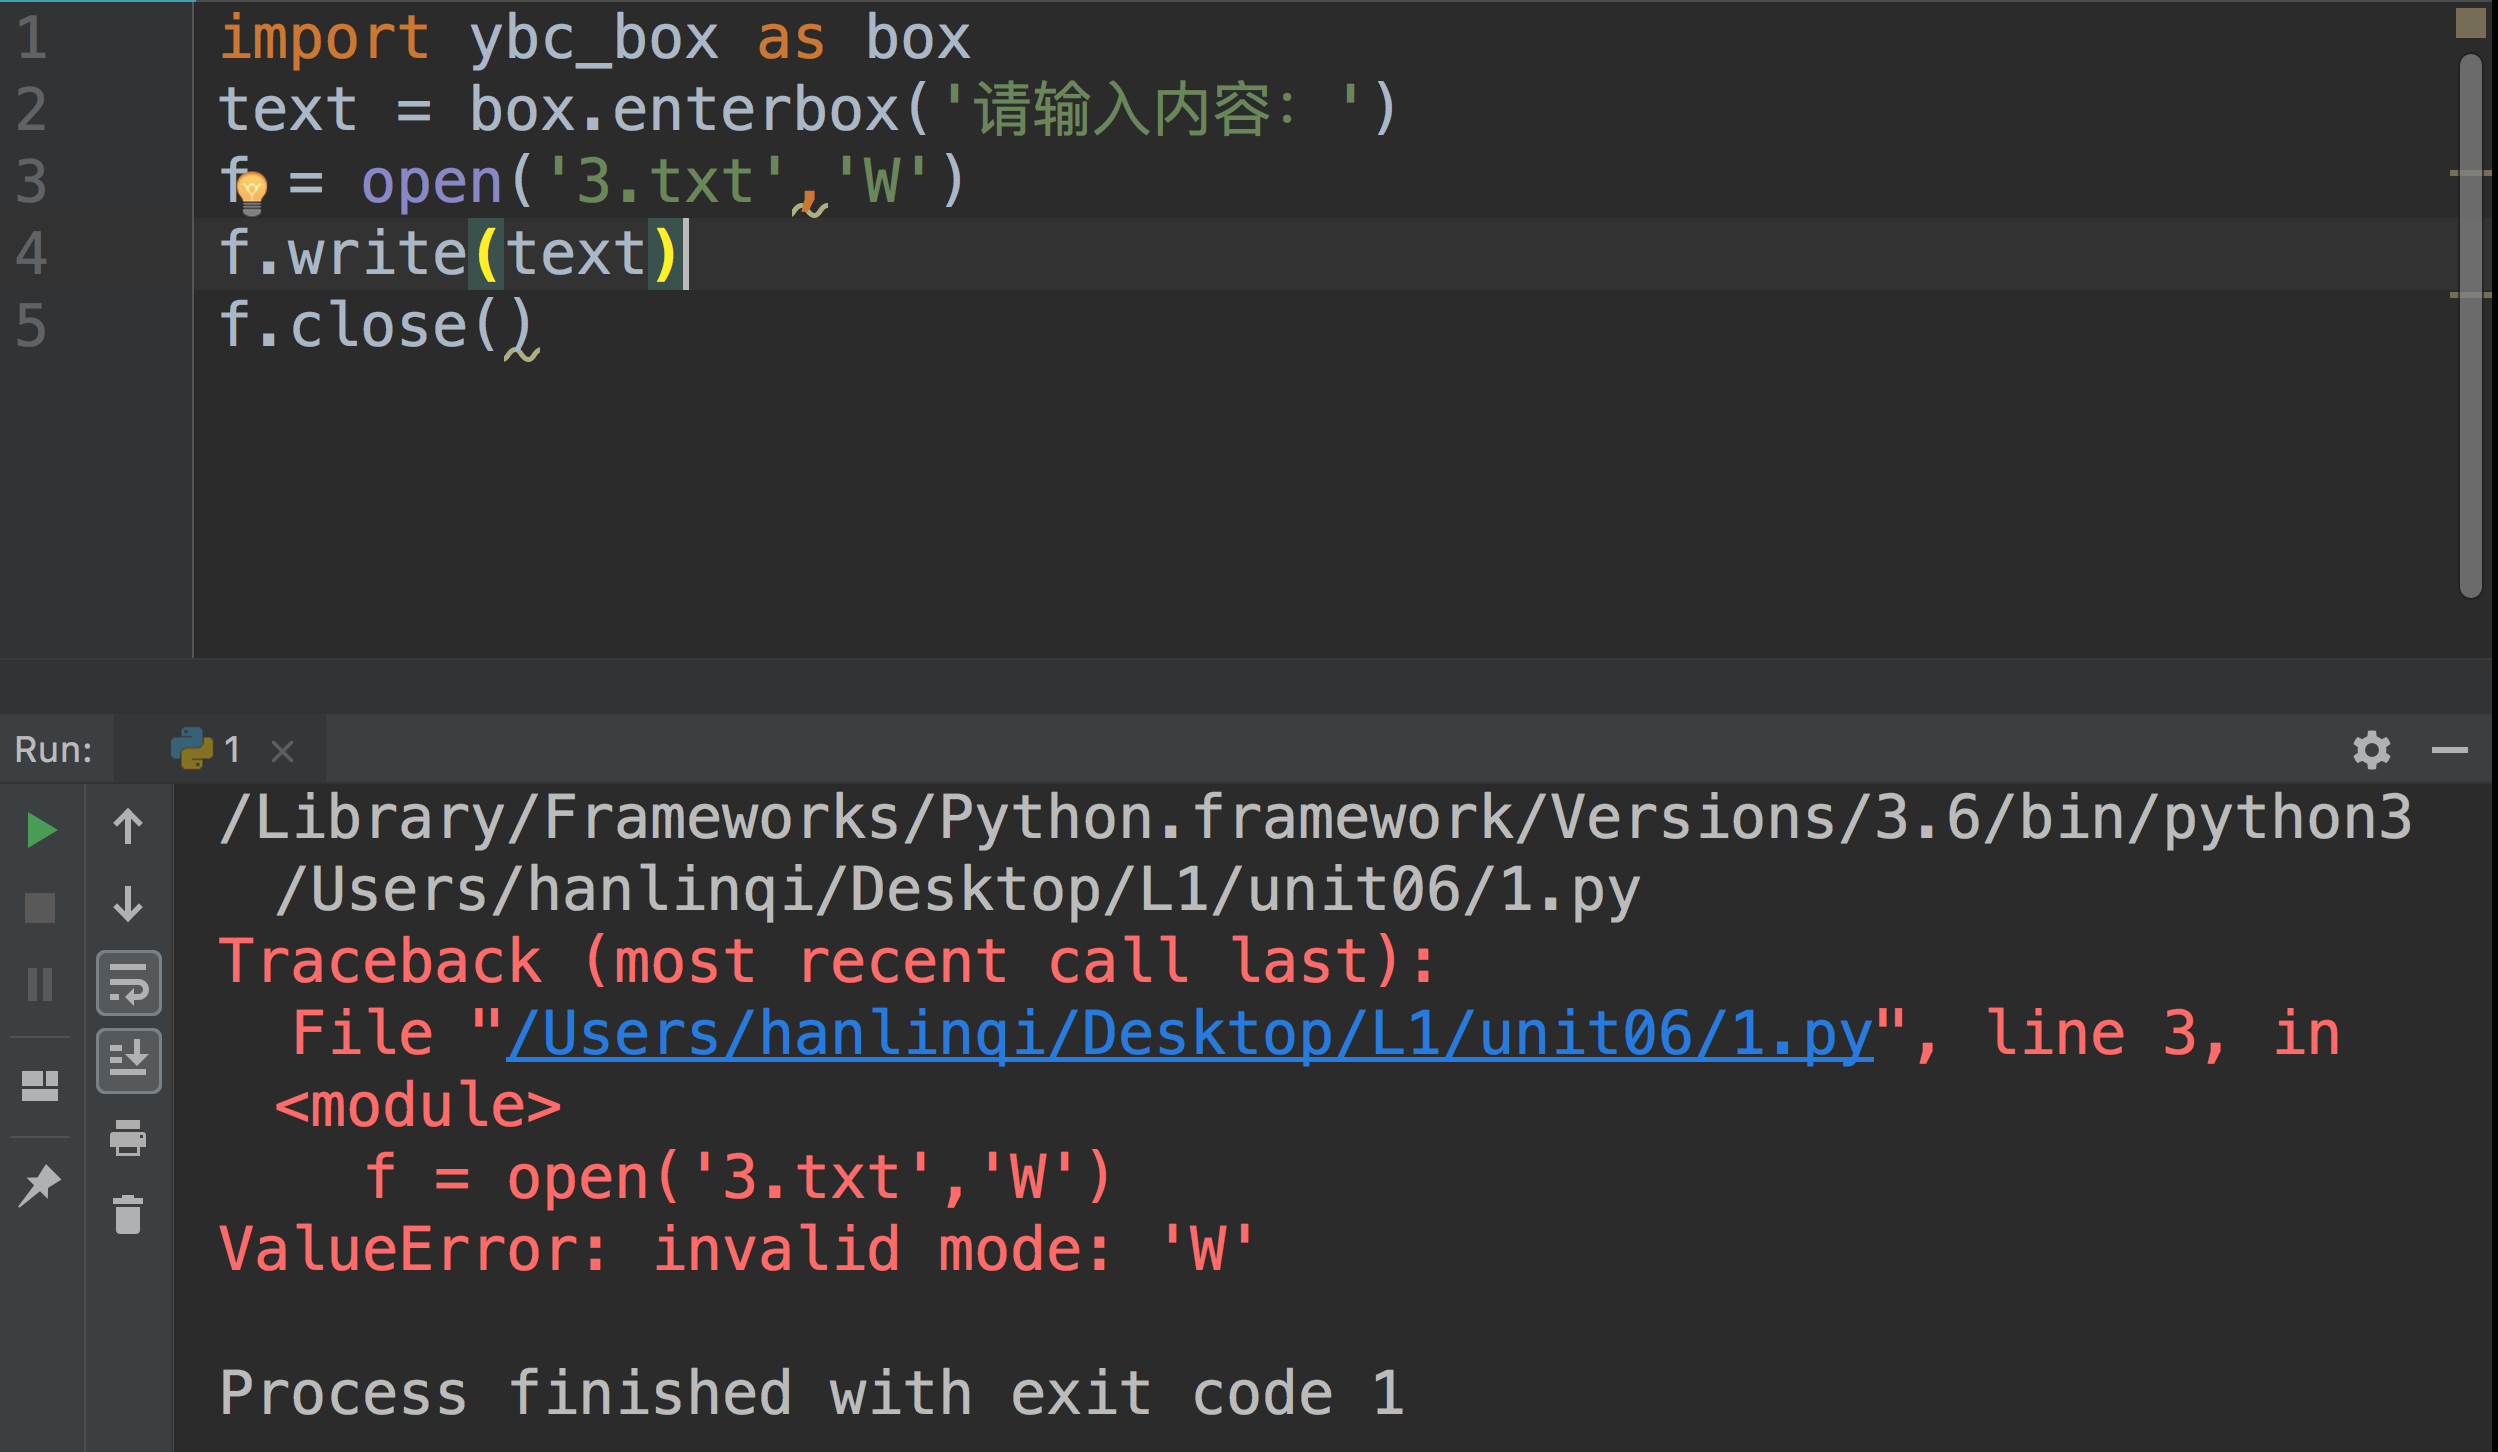 1 import ybc_box as box
2 text = box.enterbox('请输入内容：')
3 f = open('3.txt','W')
4 f.write(text)
5 f.close()
Run: 1
/Library/Frameworks/Python.framework/Versions/3.6/bin/python3
/Users/hanlinqi/Desktop/L1/unit06/1.py
Traceback (most recent call last):
File "/Users/hanlinqi/Desktop/L1/unit06/1.py", line 3, in
<module>
f = open('3.txt','W')
ValueError: invalid mode: 'W'
Process finished with exit code 1